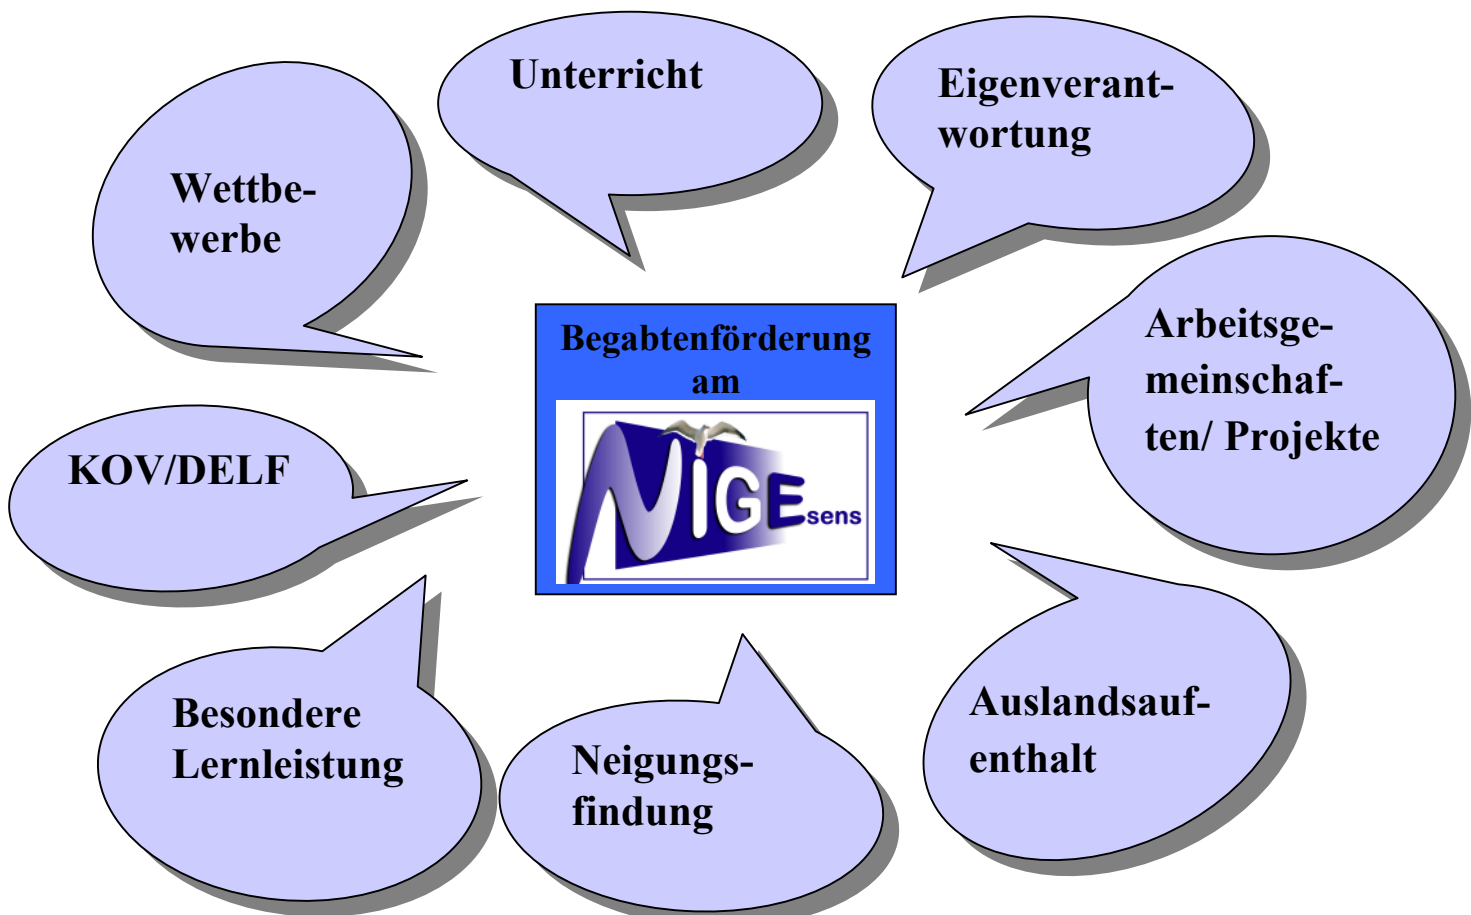 Unterricht
Eigenverant-
wortung
Wettbe-
werbe
Arbeitsge-
meinschaf-
ten/ Projekte
Begabtenförderung
am
NIGE
sens
KOV/DELF
Besondere
Lernleistung
Neigungs-
findung
Auslandsauf-
enthalt